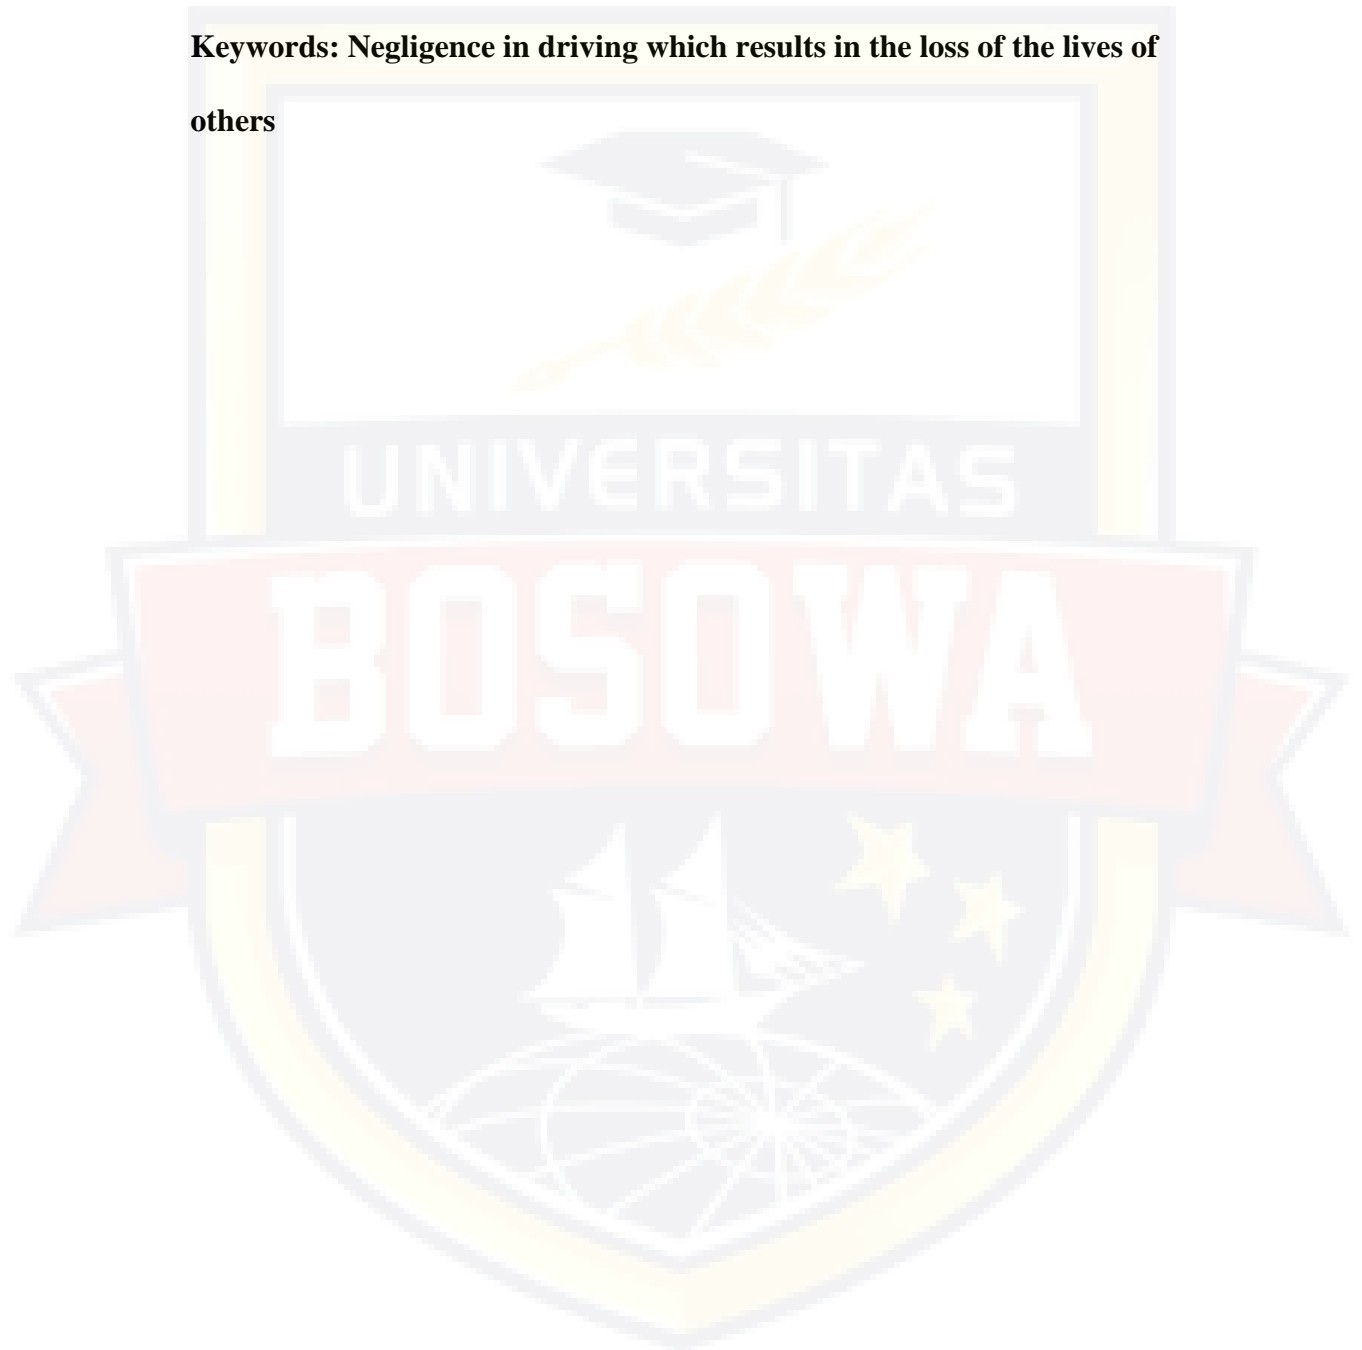 Keywords: Negligence in driving which results in the loss of the lives of
others
UNIVERSITAS
BOSOWA